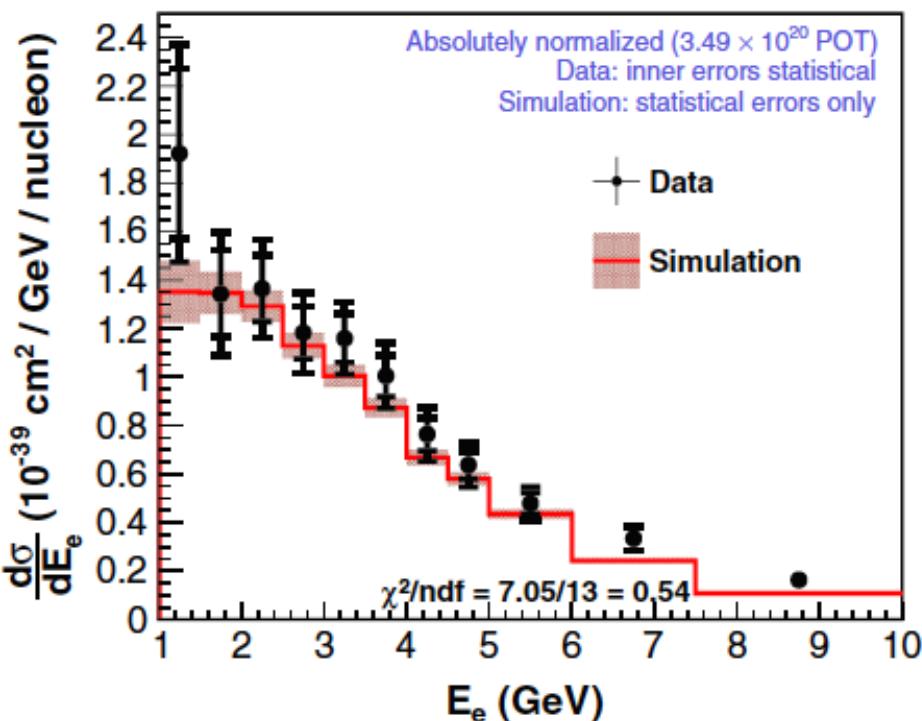 Absolutely normalized (3.49 × 10²⁰ POT)
Data: inner errors statistical
Simulation: statistical errors only
Data
Simulation
dσ/dEₑ (10⁻³⁹ cm² / GeV / nucleon)
2.4
2.2
2
1.8
1.6
1.4
1.2
1
0.8
0.6
0.4
0.2
0
χ²/ndf = 7.05/13 = 0.54
1 2 3 4 5 6 7 8 9 10
Eₑ (GeV)